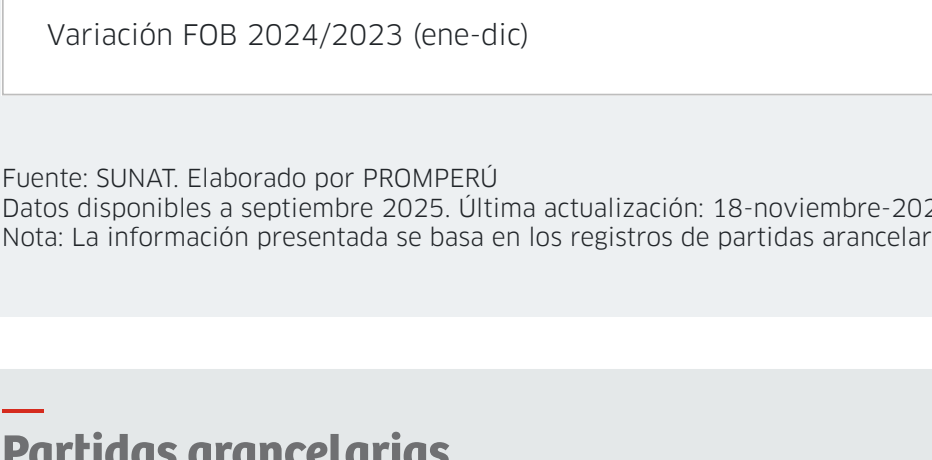 Variación FOB 2024/2023 (ene-dic)
Fuente: SUNAT. Elaborado por PROMPERÚ
Datos disponibles a septiembre 2025. Última actualización: 18-noviembre-202
Nota: La información presentada se basa en los registros de partidas arancelar
Partidas arancelarias